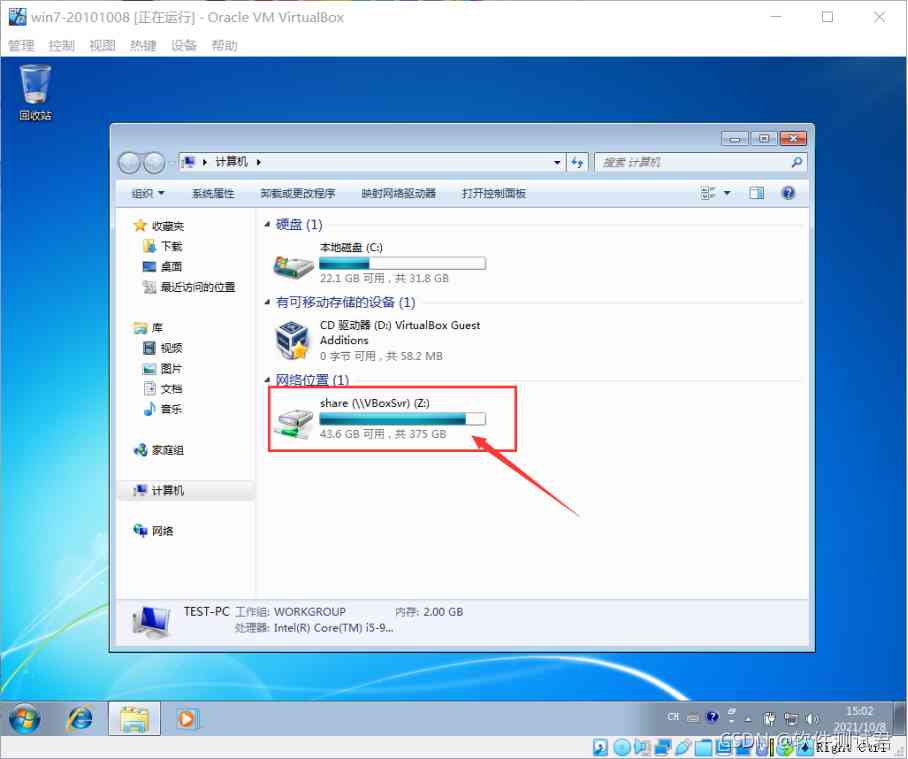 win7-20101008 [正在运行] - Oracle VM VirtualBox
管理 控制 视图 热键 设备 帮助
回收站
计算机
搜索 计算机
组织 系统属性 卸载或更改程序 映射网络驱动器 打开控制面板
收藏夹
下载
桌面
最近访问的位置
库
视频
图片
文档
音乐
家庭组
计算机
网络
硬盘 (1)
本地磁盘 (C:)
22.1 GB 可用，共 31.8 GB
有可移动存储的设备 (1)
CD 驱动器 (D:) VirtualBox Guest
Additions
0 字节 可用，共 58.2 MB
网络位置 (1)
share (\\VBoxSvr) (Z:)
43.6 GB 可用，共 375 GB
TEST-PC 工作组: WORKGROUP 内存: 2.00 GB
处理器: Intel(R) Core(TM) i5-9...
CH
15:02
2021/10/8
CSDN @软件测试君
Right Ctrl